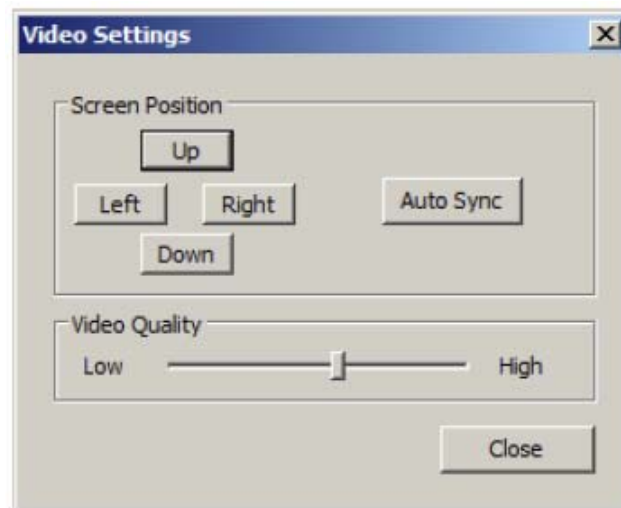 Video Settings
Screen Position
Up
Left Right Auto Sync
Down
Video Quality
Low High
Close